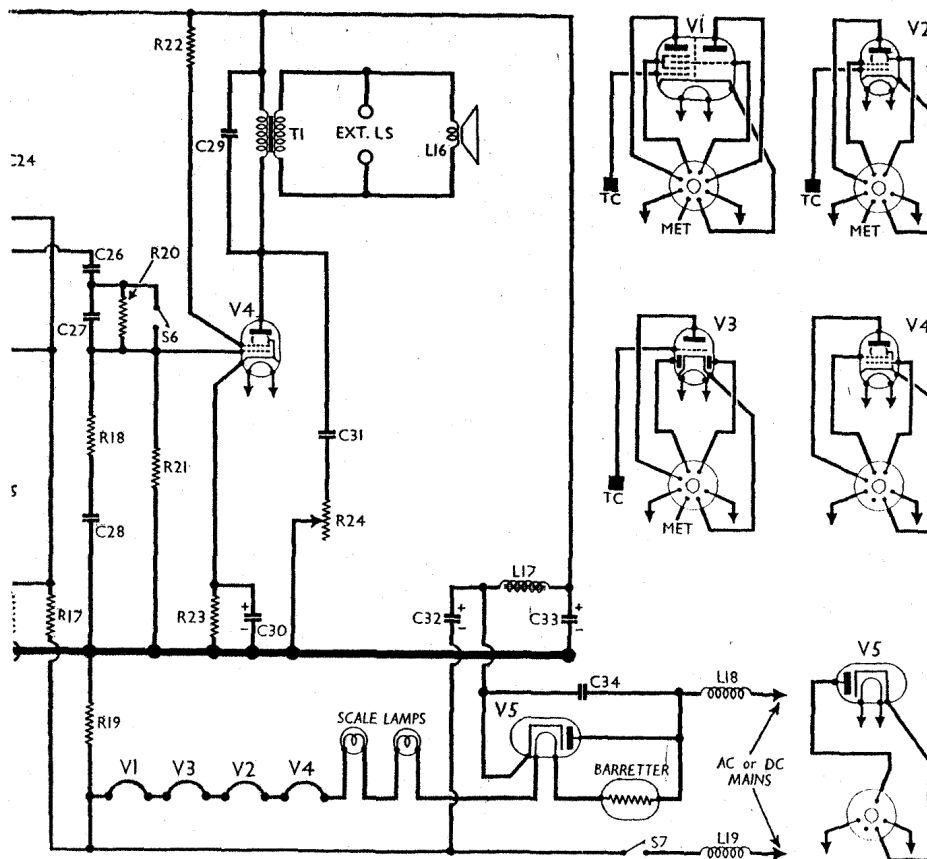 R22
V1
V2
C29
T1
EXT. LS
L16
C24
TC
MET
TC
MET
C26
R20
C27
S6
V4
V3
V4
R18
R21
C31
R24
C28
TC
MET
L17
R17
R23
C30
C32
+
−
C33
+
−
+
−
C34
L18
V5
V5
R19
SCALE LAMPS
AC or DC
MAINS
V1
V3
V2
V4
BARRETTER
S7
L19